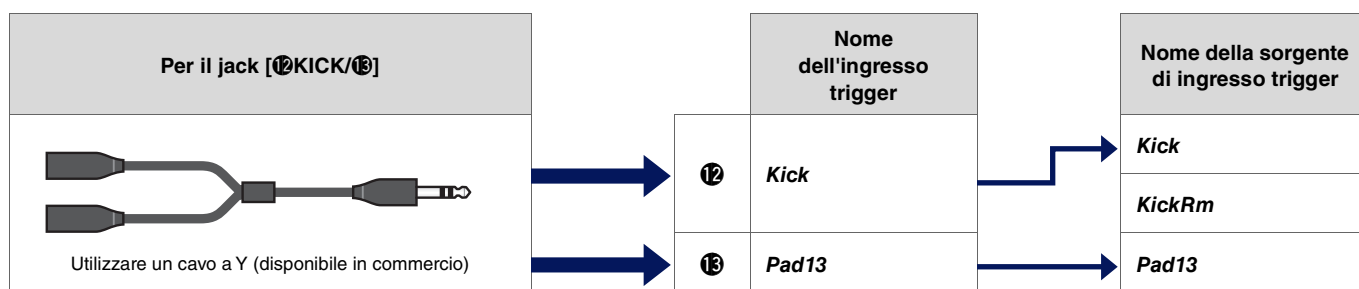 Per il jack [⓬KICK/⓭]
Nome
dell'ingresso
trigger
Nome della sorgente
di ingresso trigger
⓬
Kick
Kick
KickRm
Utilizzare un cavo a Y (disponibile in commercio)
⓭
Pad13
Pad13